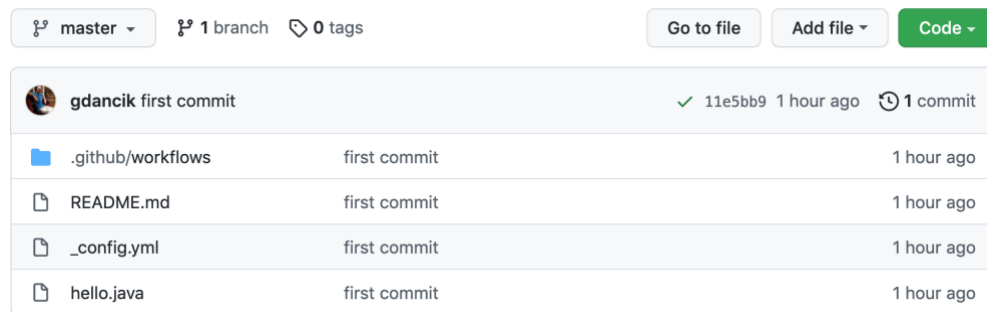 master 1 branch 0 tags Go to file Add file Code
gdancik first commit 11e5bb9 1 hour ago 1 commit
.github/workflows first commit 1 hour ago
README.md first commit 1 hour ago
_config.yml first commit 1 hour ago
hello.java first commit 1 hour ago